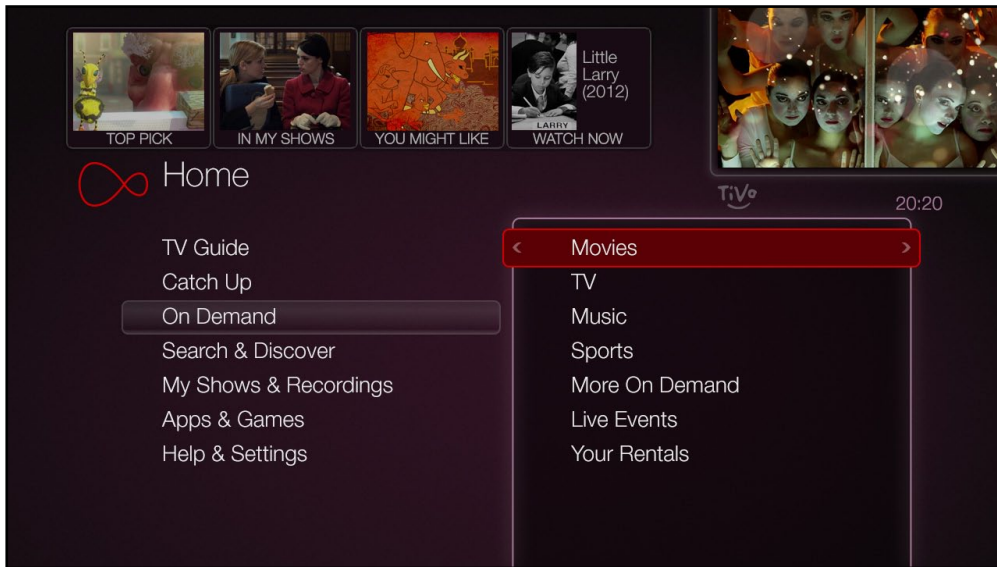 TOP PICK
IN MY SHOWS
YOU MIGHT LIKE
Little
Larry
(2012)
LARRY
WATCH NOW
Home
TiVo
20:20
TV Guide
Catch Up
On Demand
Search & Discover
My Shows & Recordings
Apps & Games
Help & Settings
< Movies >
TV
Music
Sports
More On Demand
Live Events
Your Rentals